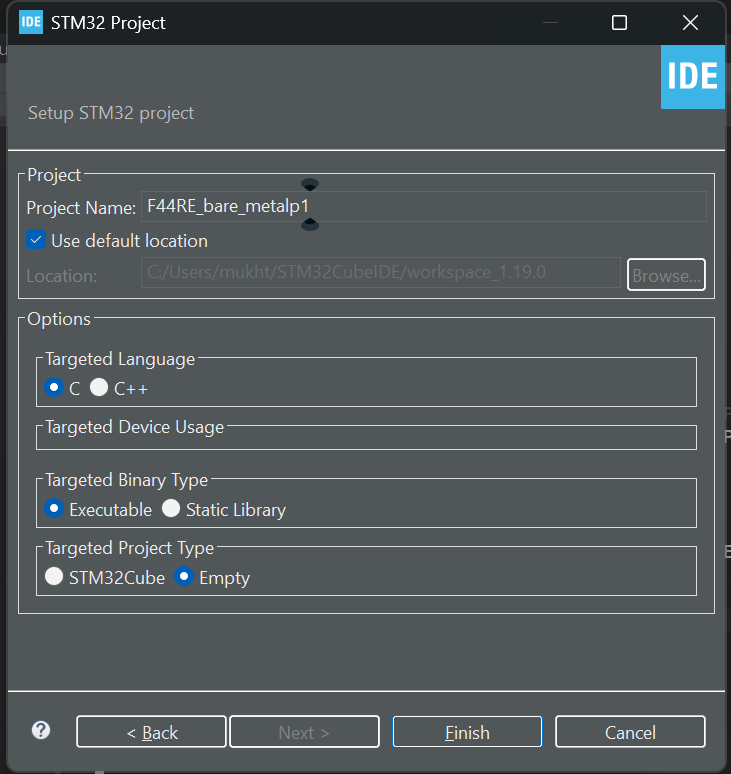 IDE STM32 Project
IDE
Setup STM32 project
Project
Project Name: F44RE_bare_metalp1
Use default location
Location: C:/Users/mukht/STM32CubeIDE/workspace_1.19.0 Browse...
Options
Targeted Language
C C++
Targeted Device Usage
Targeted Binary Type
Executable Static Library
Targeted Project Type
STM32Cube Empty
? < Back Next > Finish Cancel